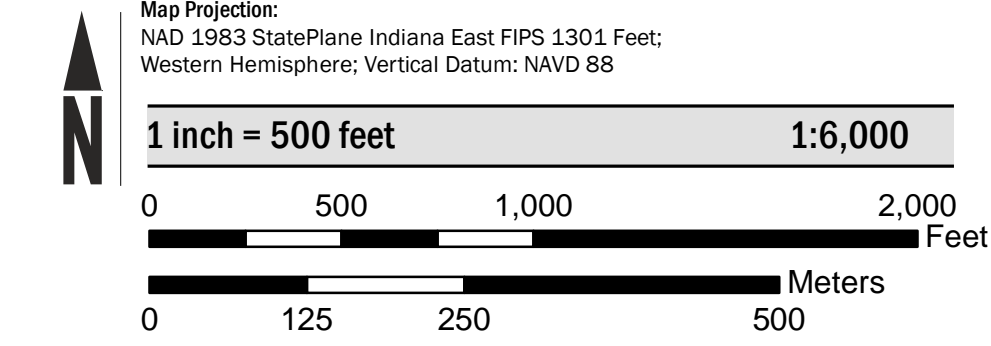 Map Projection:
NAD 1983 StatePlane Indiana East FIPS 1301 Feet;
Western Hemisphere; Vertical Datum: NAVD 88
N
1 inch = 500 feet 1:6,000
0 500 1,000 2,000
Feet
Meters
0 125 250 500